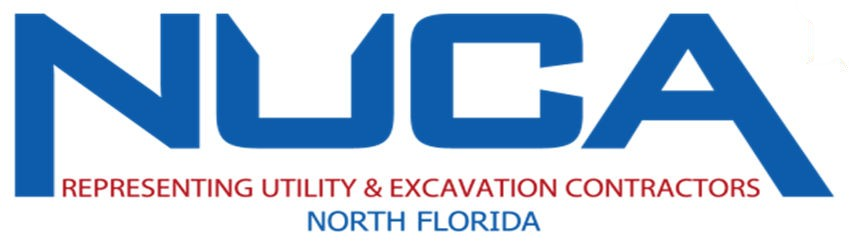 NUCA
REPRESENTING UTILITY & EXCAVATION CONTRACTORS
NORTH FLORIDA